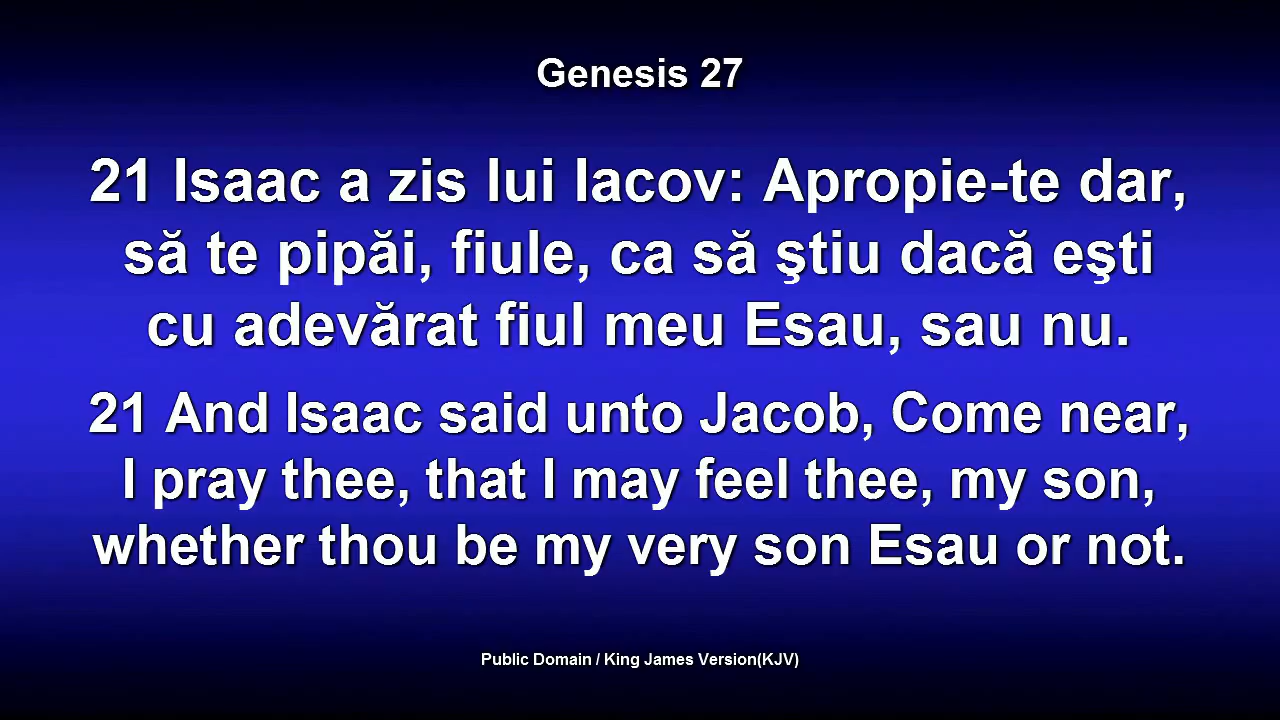 Genesis 27
21 Isaac a zis lui Iacov: Apropie-te dar,
să te pipăi, fiule, ca să ştiu dacă eşti
cu adevărat fiul meu Esau, sau nu.
21 And Isaac said unto Jacob, Come near,
I pray thee, that I may feel thee, my son,
whether thou be my very son Esau or not.
Public Domain / King James Version(KJV)